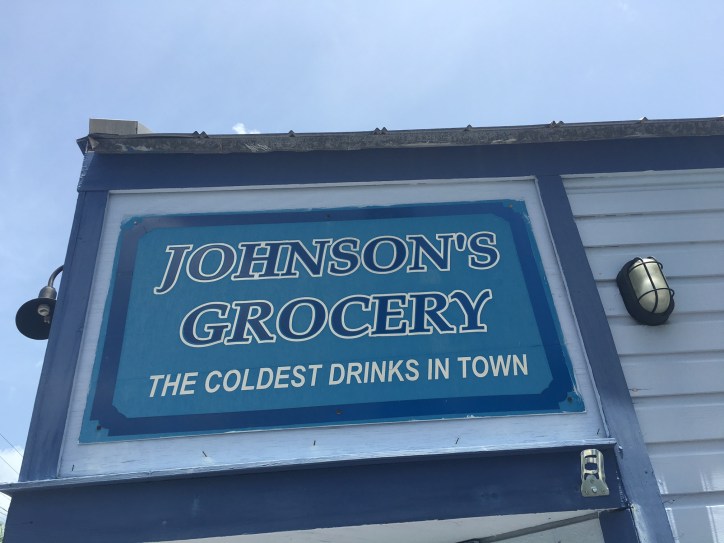 JOHNSON'S
GROCERY
THE COLDEST DRINKS IN TOWN